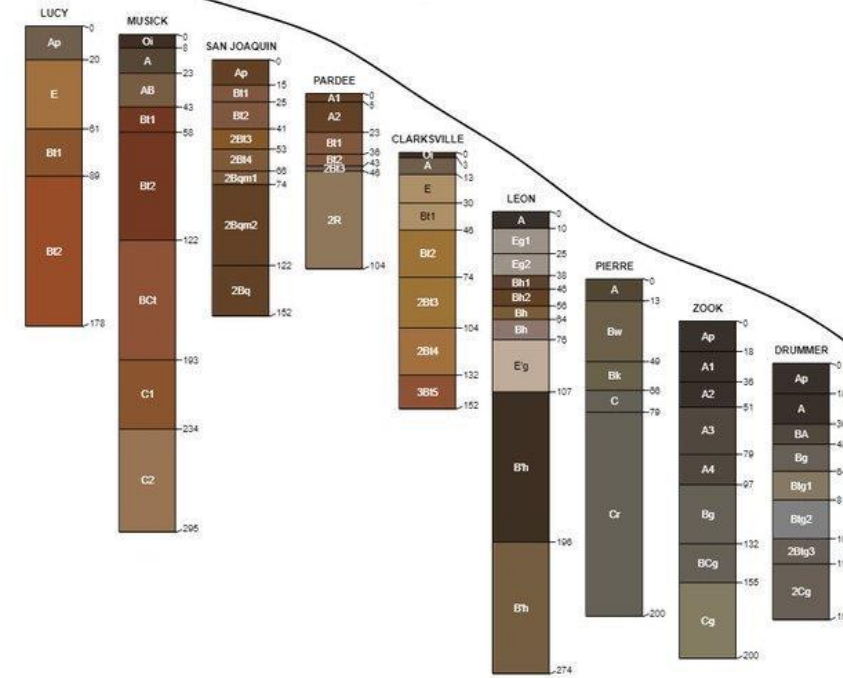 LUCY
0
Ap
20
E
61
Bt1
89
Bt2
178
MUSICK
0
Oi
8
A
23
AB
43
Bt1
58
Bt2
122
BCt
193
C1
234
C2
295
SAN JOAQUIN
0
Ap
15
Bt1
25
Bt2
41
2Bt3
53
2Bt4
66
2Bqm1
74
2Bqm2
122
2Bq
152
PARDEE
0
A1
5
A2
23
Bt1
36
Bt2
43
2Bt3
46
2R
104
CLARKSVILLE
0
Oi
3
A
13
E
30
Bt1
46
Bt2
74
2Bt3
104
2Bt4
132
3Bt5
152
LEON
0
A
10
Eg1
25
Eg2
38
Bh1
46
Bh2
56
Bh
64
Bh
76
E'g
107
B'h
196
B'h
274
PIERRE
0
A
13
Bw
49
Bk
66
C
79
Cr
200
ZOOK
0
Ap
18
A1
36
A2
51
A3
79
A4
97
Bg
132
BCg
155
Cg
200
DRUMMER
0
Ap
A
BA
Bg
Btg1
Btg2
2Btg3
2Cg